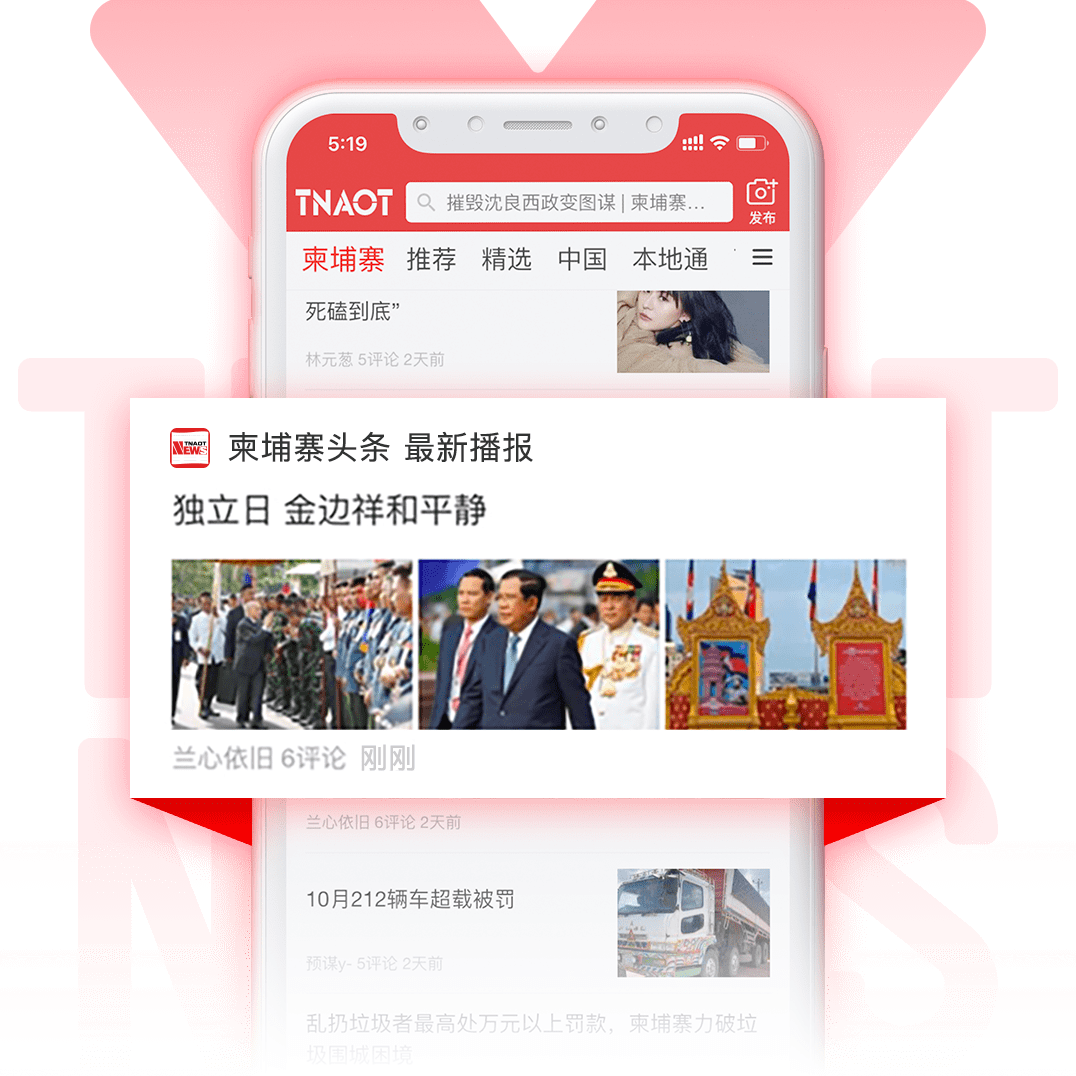 5:19
TNAOT
摧毁沈良西政变图谋 | 柬埔寨...
发布
柬埔寨 推荐 精选 中国 本地通
死磕到底”
林元葱 5评论 2天前
TNAOT
NEWS
柬埔寨头条 最新播报
独立日 金边祥和平静
兰心依旧 6评论 刚刚
兰心依旧 6评论 2天前
10月212辆车超载被罚
预谋y- 5评论 2天前
乱扔垃圾者最高处万元以上罚款，柬埔寨力破垃
圾围城困境